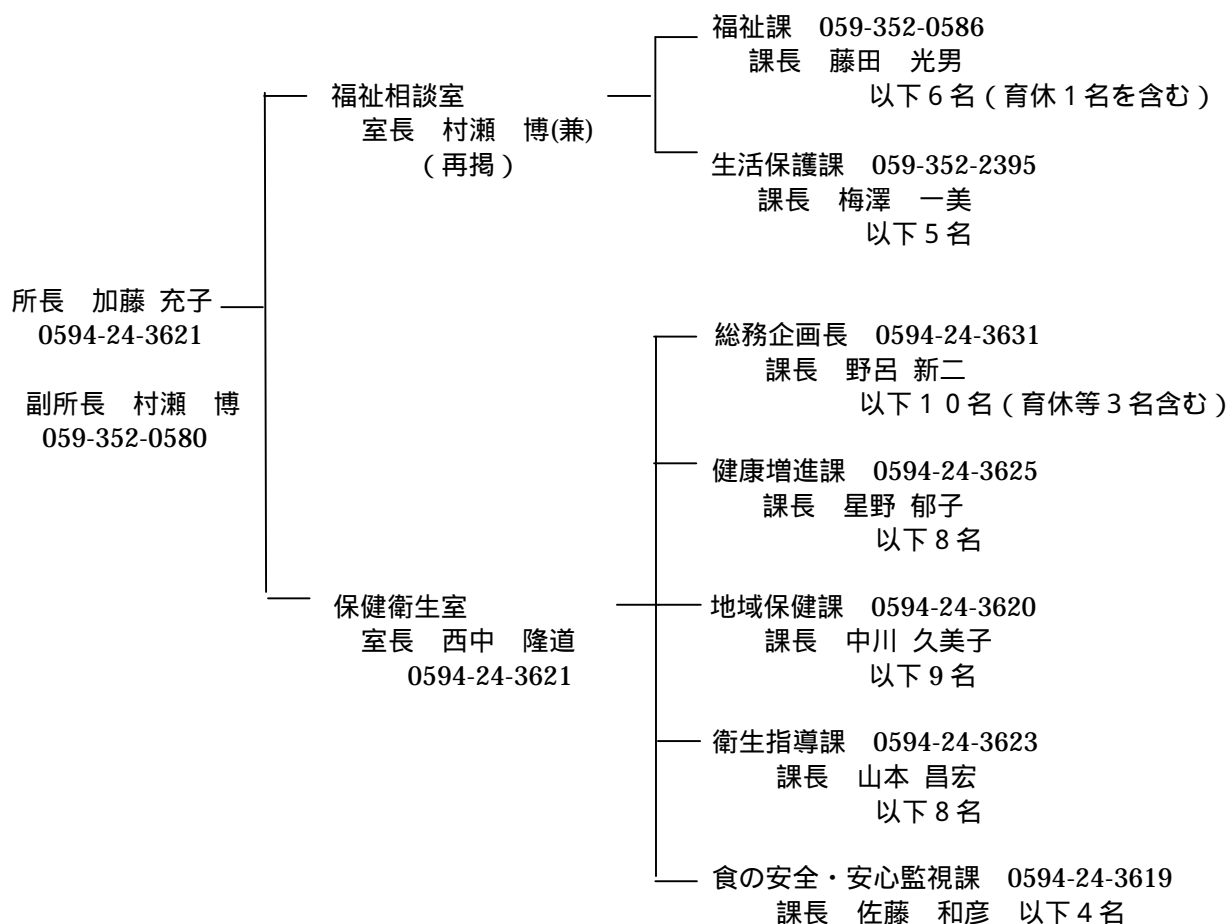 所長　加藤 充子
0594-24-3621
副所長　村瀬　博
059-352-0580
福祉相談室
室長　村瀬　博(兼)
（再掲）
福祉課　059-352-0586
課長　藤田　光男
以下６名（育休１名を含む）
生活保護課　059-352-2395
課長　梅澤　一美
以下５名
保健衛生室
室長　西中　隆道
0594-24-3621
総務企画長　0594-24-3631
課長　野呂 新二
以下１０名（育休等３名含む）
健康増進課　0594-24-3625
課長　星野 郁子
以下８名
地域保健課　0594-24-3620
課長　中川 久美子
以下９名
衛生指導課　0594-24-3623
課長　山本 昌宏
以下８名
食の安全・安心監視課　0594-24-3619
課長　佐藤　和彦　以下４名